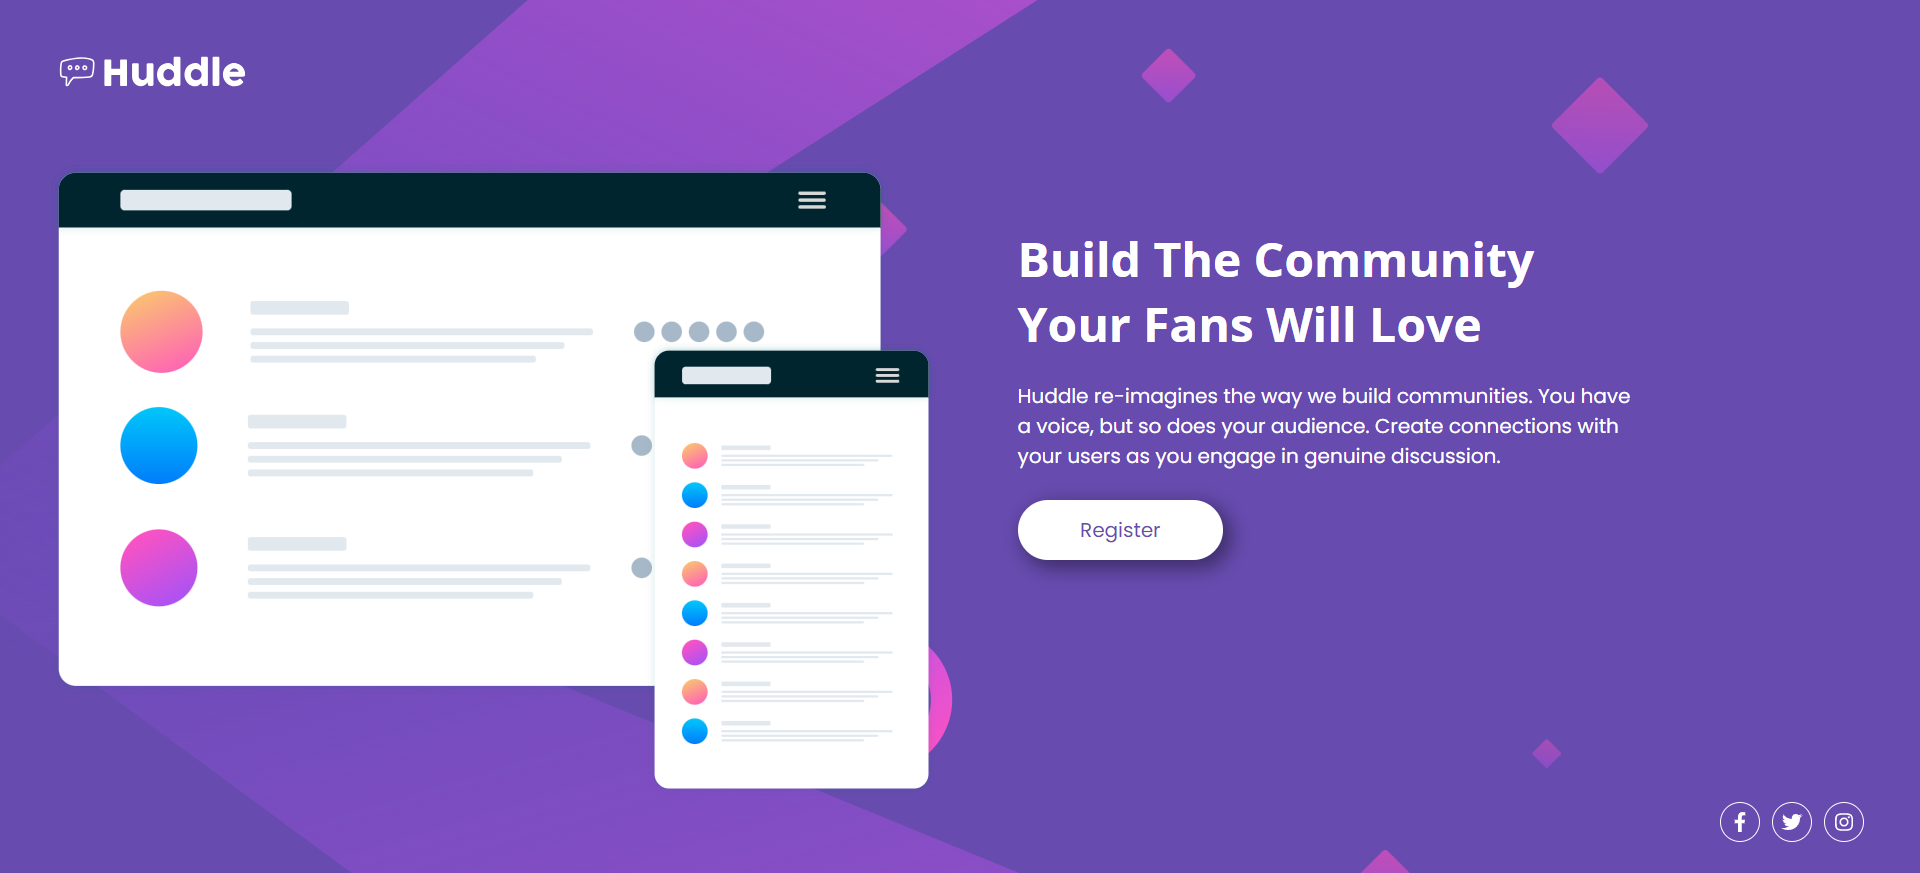 Huddle
Build The Community
Your Fans Will Love
Huddle re-imagines the way we build communities. You have
a voice, but so does your audience. Create connections with
your users as you engage in genuine discussion.
Register